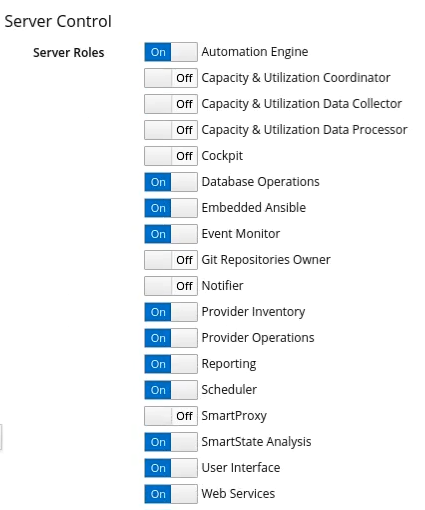 Server Control
Server Roles On Automation Engine
Off Capacity & Utilization Coordinator
Off Capacity & Utilization Data Collector
Off Capacity & Utilization Data Processor
Off Cockpit
On Database Operations
On Embedded Ansible
On Event Monitor
Off Git Repositories Owner
Off Notifier
On Provider Inventory
On Provider Operations
On Reporting
On Scheduler
Off SmartProxy
On SmartState Analysis
On User Interface
On Web Services